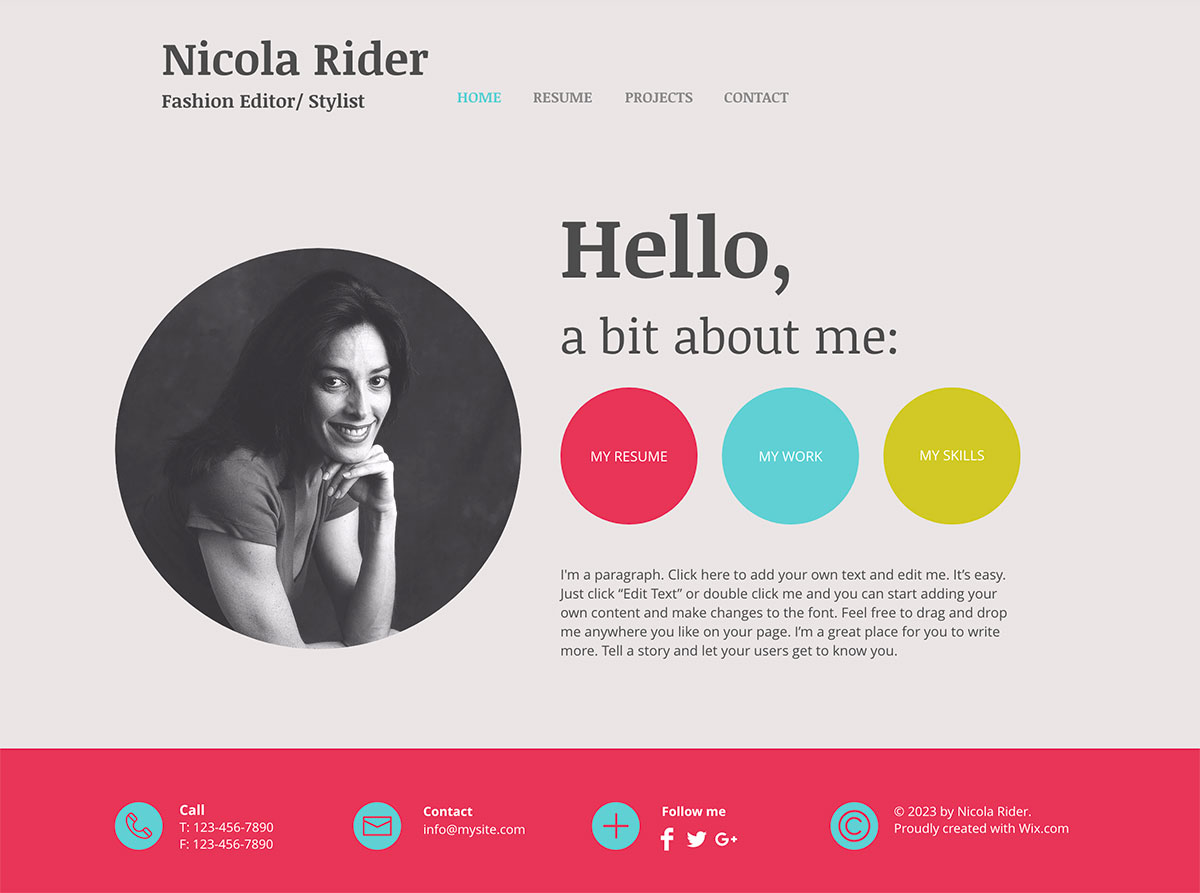 Nicola Rider
Fashion Editor/ Stylist
HOME RESUME PROJECTS CONTACT
Hello,
a bit about me:
MY RESUME
MY WORK
MY SKILLS
I'm a paragraph. Click here to add your own text and edit me. It’s easy.
Just click “Edit Text” or double click me and you can start adding your
own content and make changes to the font. Feel free to drag and drop
me anywhere you like on your page. I’m a great place for you to write
more. Tell a story and let your users get to know you.
Call
T: 123-456-7890
F: 123-456-7890
Contact
info@mysite.com
Follow me
© 2023 by Nicola Rider.
Proudly created with Wix.com